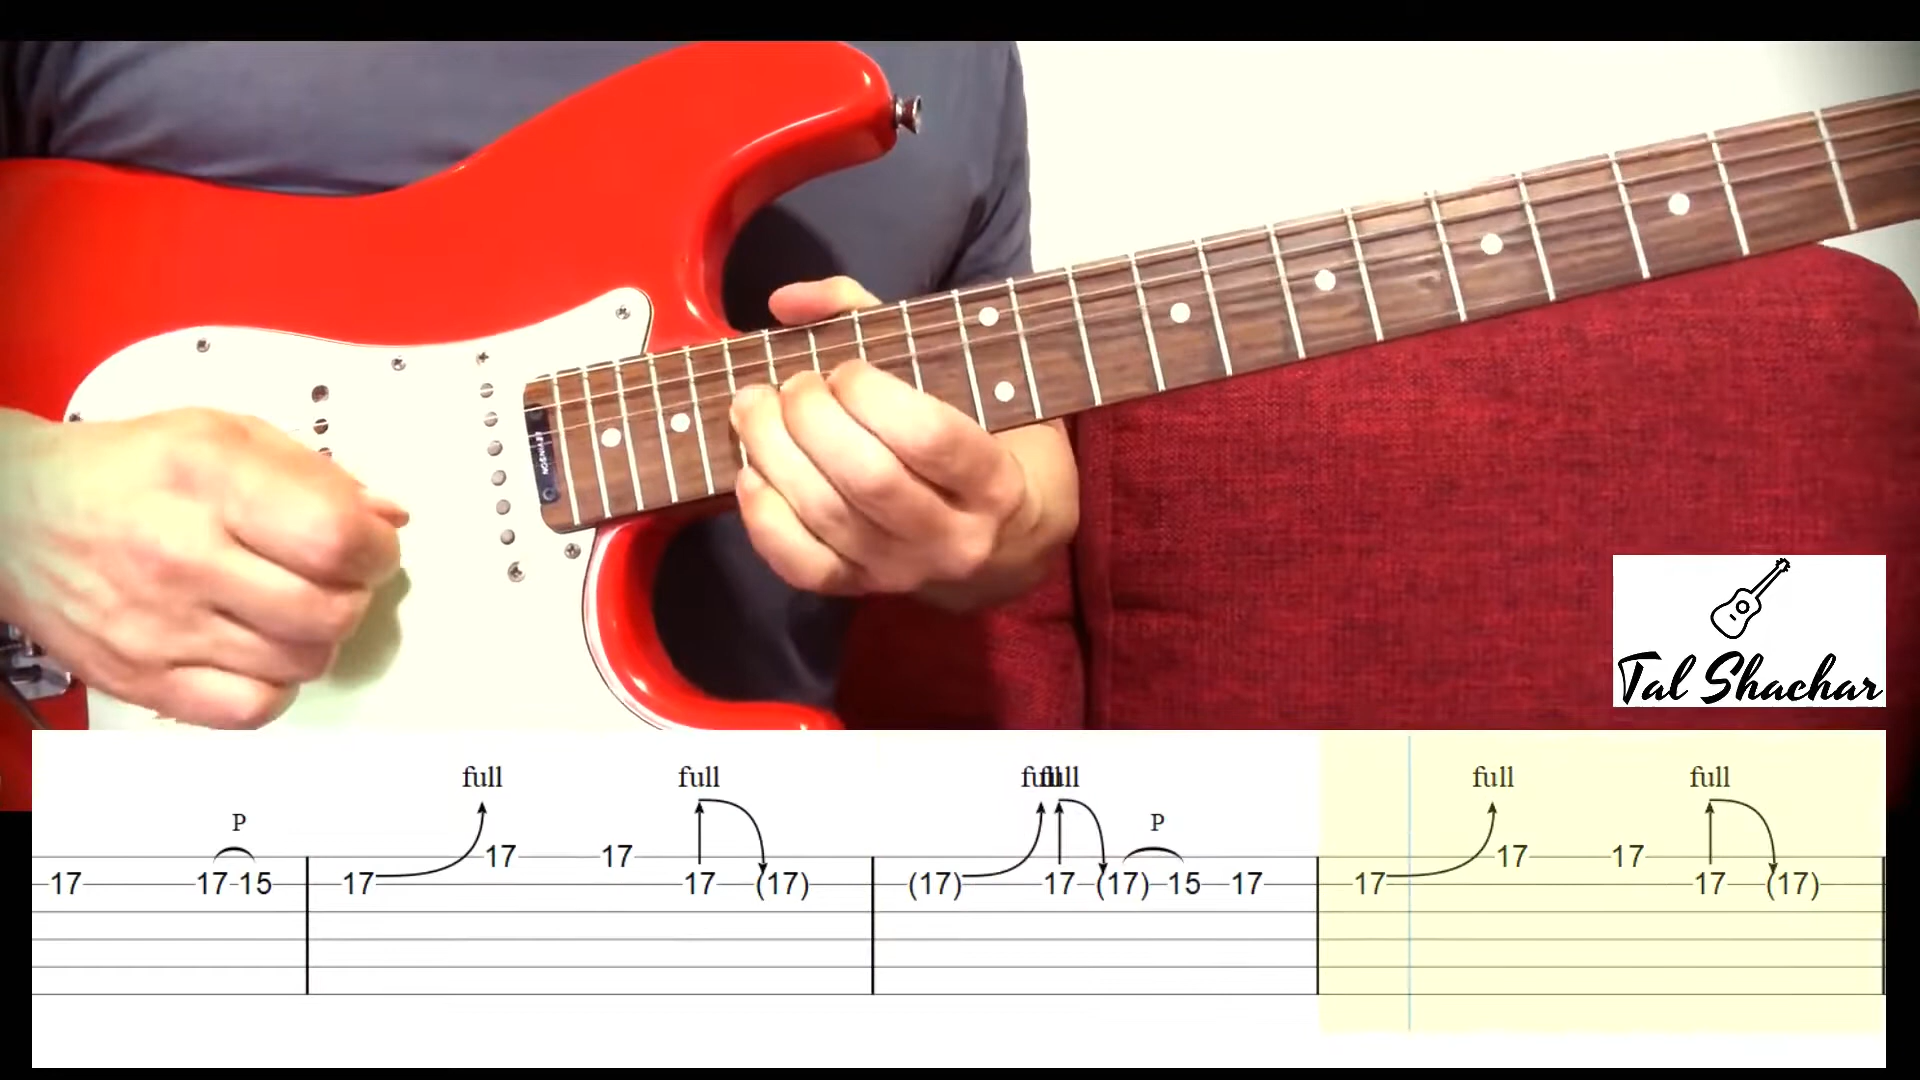 LEVINSON
Tal Shachar
full full full full full full
P P
17 17 17 17
17 17 15 17 17 (17) (17) 17 (17) 15 17 17 17 (17)